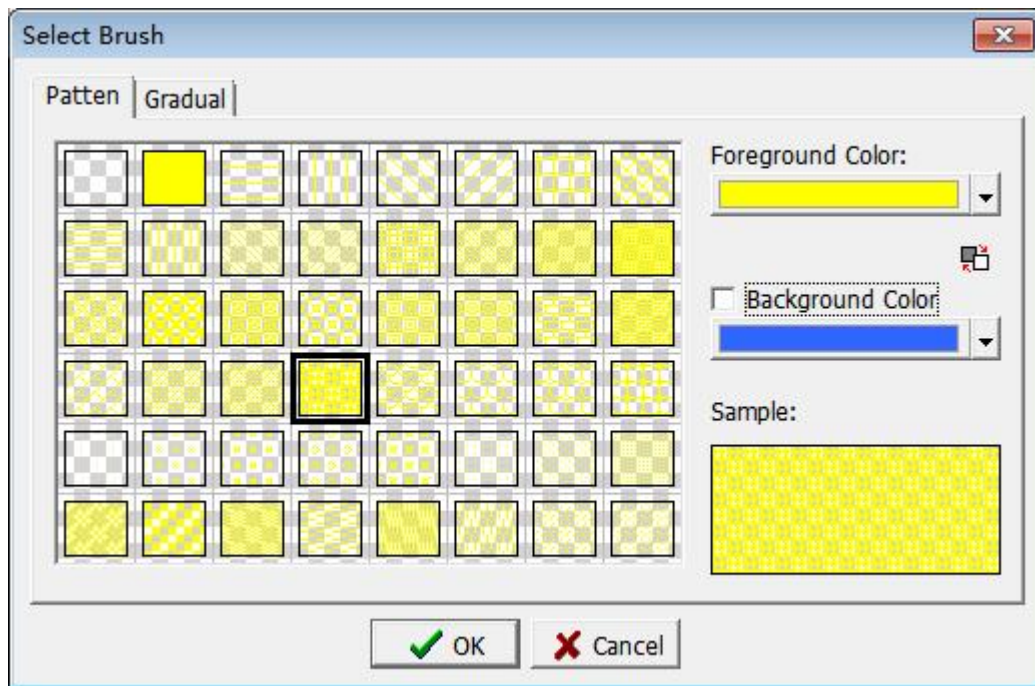 Select Brush
Patten
Gradual
Foreground Color:
Background Color
Sample:
OK
Cancel